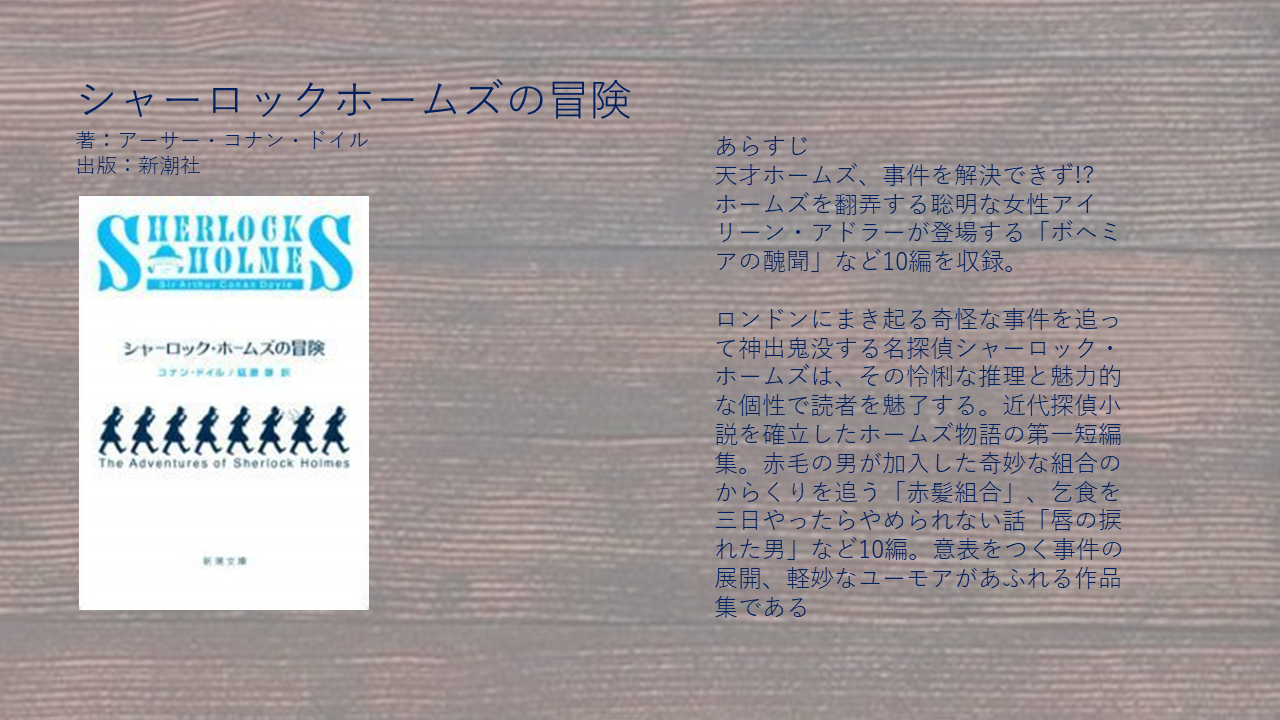 シャーロックホームズの冒険
著：アーサー・コナン・ドイル
出版：新潮社
SHERLOCK
HOLMES
Sir Arthur Conan Doyle
シャーロック・ホームズの冒険
コナン・ドイル/延原 謙 訳
The Adventures of Sherlock Holmes
新潮文庫
あらすじ
天才ホームズ、事件を解決できず!?
ホームズを翻弄する聡明な女性アイ
リーン・アドラーが登場する「ボヘミ
アの醜聞」など10編を収録。
ロンドンにまき起る奇怪な事件を追っ
て神出鬼没する名探偵シャーロック・
ホームズは、その怜悧な推理と魅力的
な個性で読者を魅了する。近代探偵小
説を確立したホームズ物語の第一短編
集。赤毛の男が加入した奇妙な組合の
からくりを追う「赤髪組合」、乞食を
三日やったらやめられない話「唇の捩
れた男」など10編。意表をつく事件の
展開、軽妙なユーモアがあふれる作品
集である